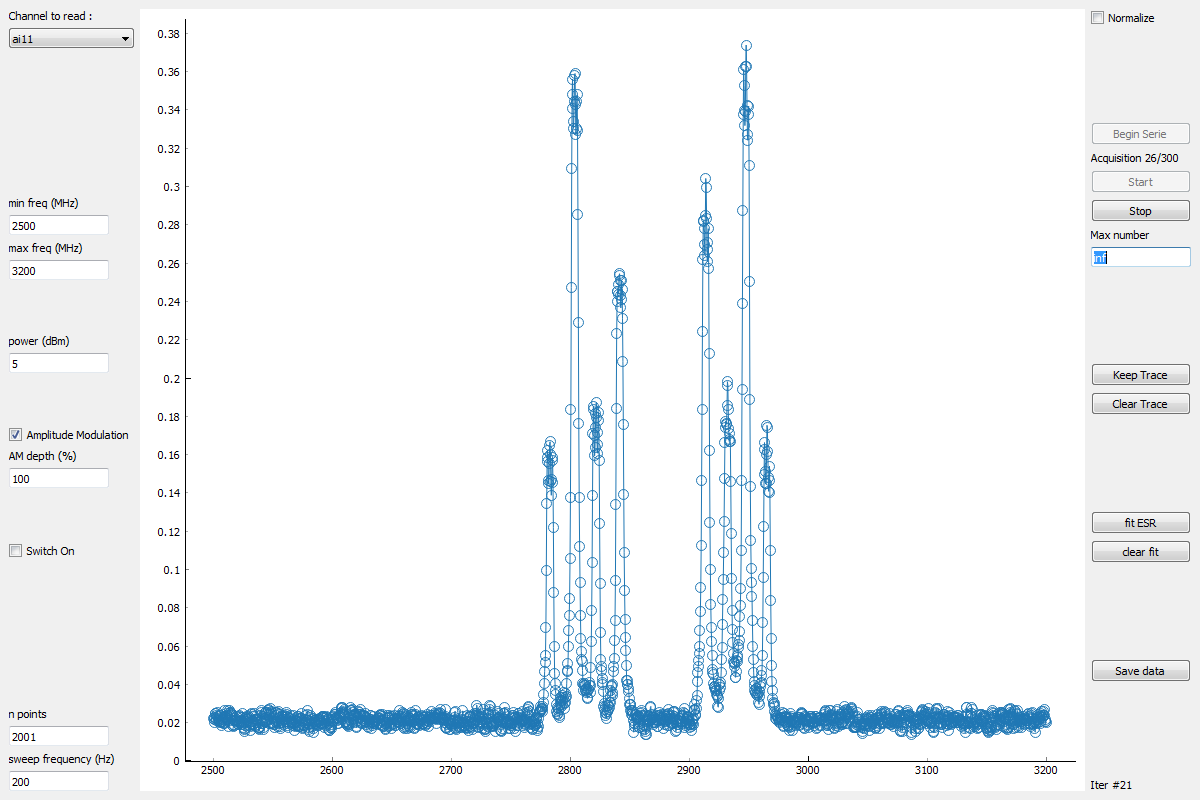 Channel to read :
ai11
min freq (MHz)
2500
max freq (MHz)
3200
power (dBm)
5
Amplitude Modulation
AM depth (%)
100
Switch On
n points
2001
sweep frequency (Hz)
200
0.38
0.36
0.34
0.32
0.3
0.28
0.26
0.24
0.22
0.2
0.18
0.16
0.14
0.12
0.1
0.08
0.06
0.04
0.02
0
2500 2600 2700 2800 2900 3000 3100 3200
Normalize
Begin Serie
Acquisition 26/300
Start
Stop
Max number
inf
Keep Trace
Clear Trace
fit ESR
clear fit
Save data
Iter #21